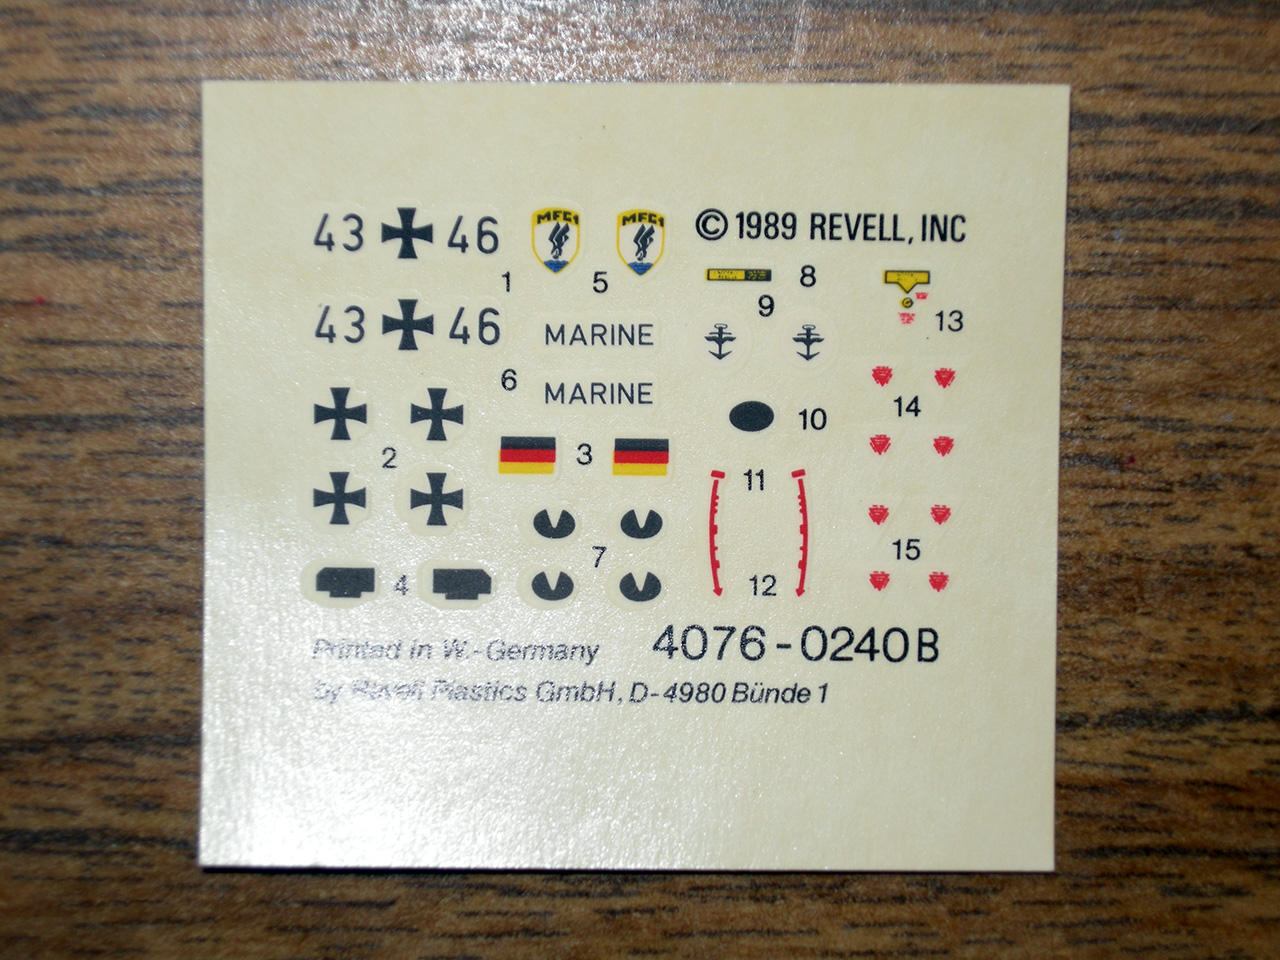 43 46
MFG1
MFG1
© 1989 REVELL, INC
1
5
8
9
13
43 46
MARINE
6
MARINE
10
14
2
3
11
7
15
4
12
4076-0240B
Printed in W.-Germany
by Revell Plastics GmbH, D-4980 Bünde 1